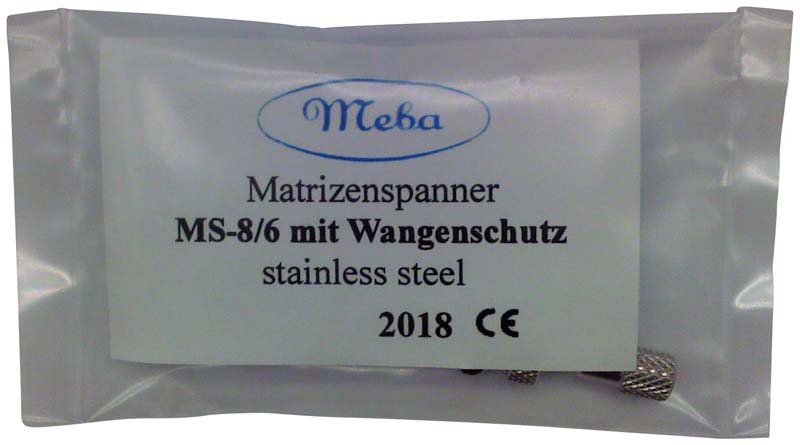 Meba
Matrizenspanner
MS-8/6 mit Wangenschutz
stainless steel
2018 CE